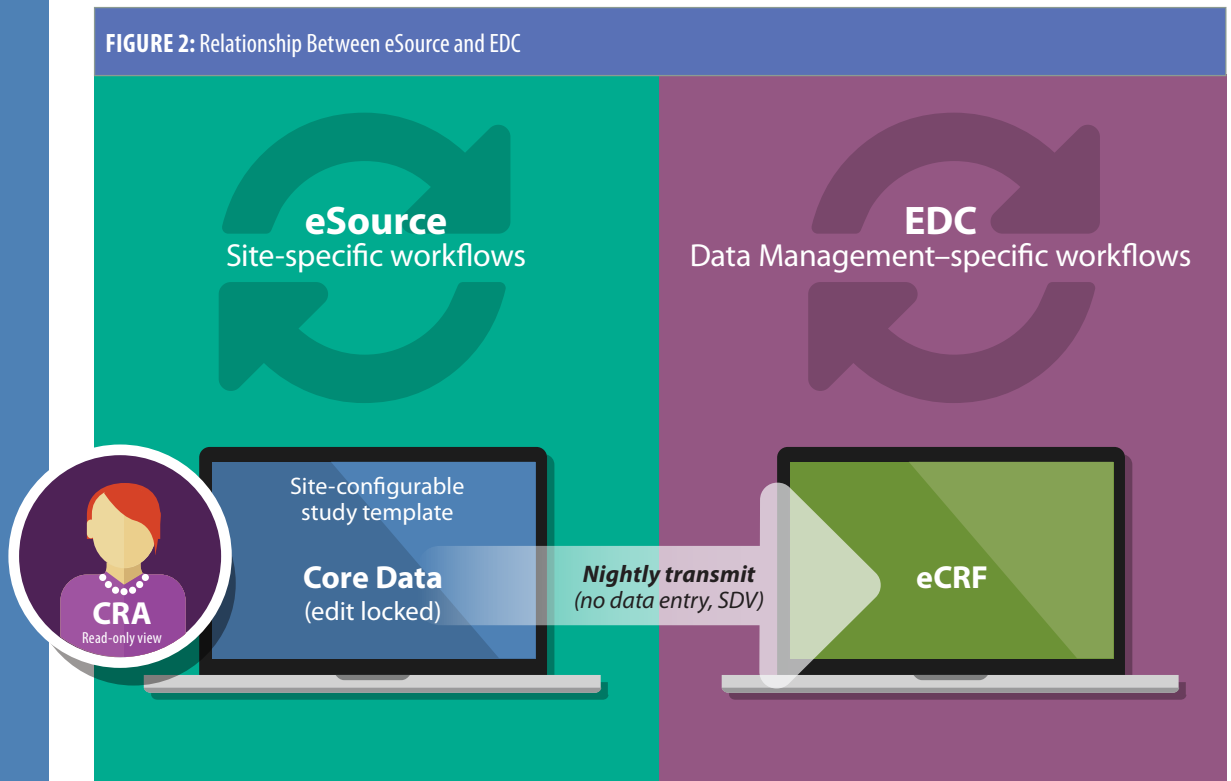 FIGURE 2: Relationship Between eSource and EDC
eSource
Site-specific workflows
EDC
Data Management–specific workflows
Site-configurable
study template
Core Data
(edit locked)
CRA
Read-only view
Nightly transmit
(no data entry, SDV)
eCRF